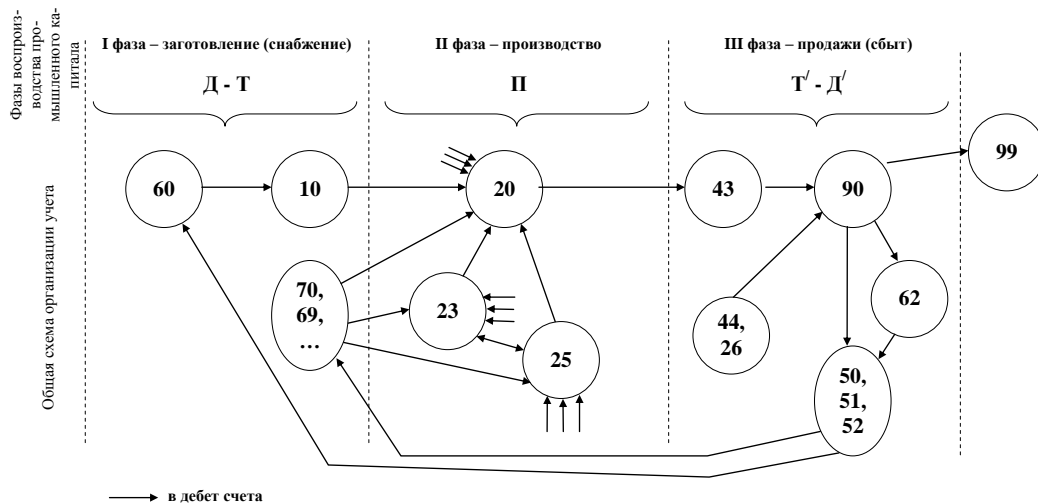 Фазы воспроиз-
водства про-
мышленного ка-
питала
I фаза – заготовление (снабжение)
II фаза – производство
III фаза – продажи (сбыт)
Д - Т
П
Т/ - Д/
Общая схема организации учета
60
10
20
43
90
99
70,
69,
…
23
25
44,
26
62
50,
51,
52
в дебет счета